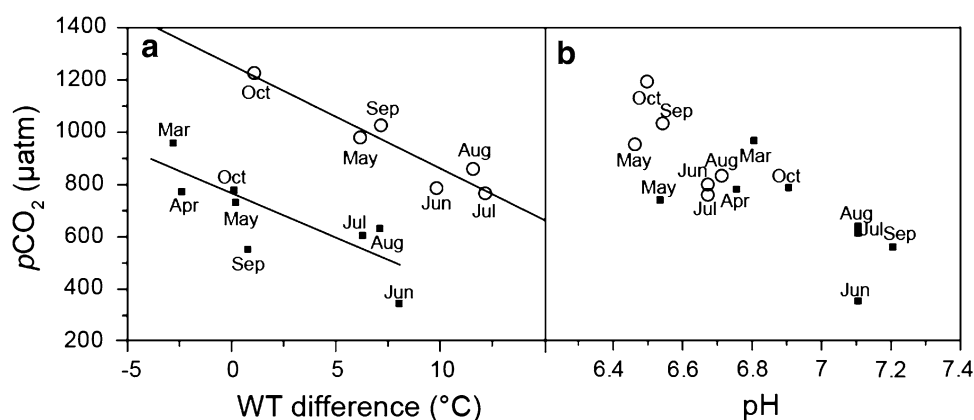 1400
1200
1000
800
600
400
200
pCO2 (µatm)
a
Oct
Sep
May
Aug
Jun
Jul
Mar
Apr
Oct
May
Sep
Jul
Aug
Jun
-5 0 5 10
WT difference (°C)
b
Oct
Sep
May
Jun
Aug
Jul
May
Mar
Apr
Oct
Aug
Jul
Sep
Jun
6.4 6.6 6.8 7 7.2 7.4
pH